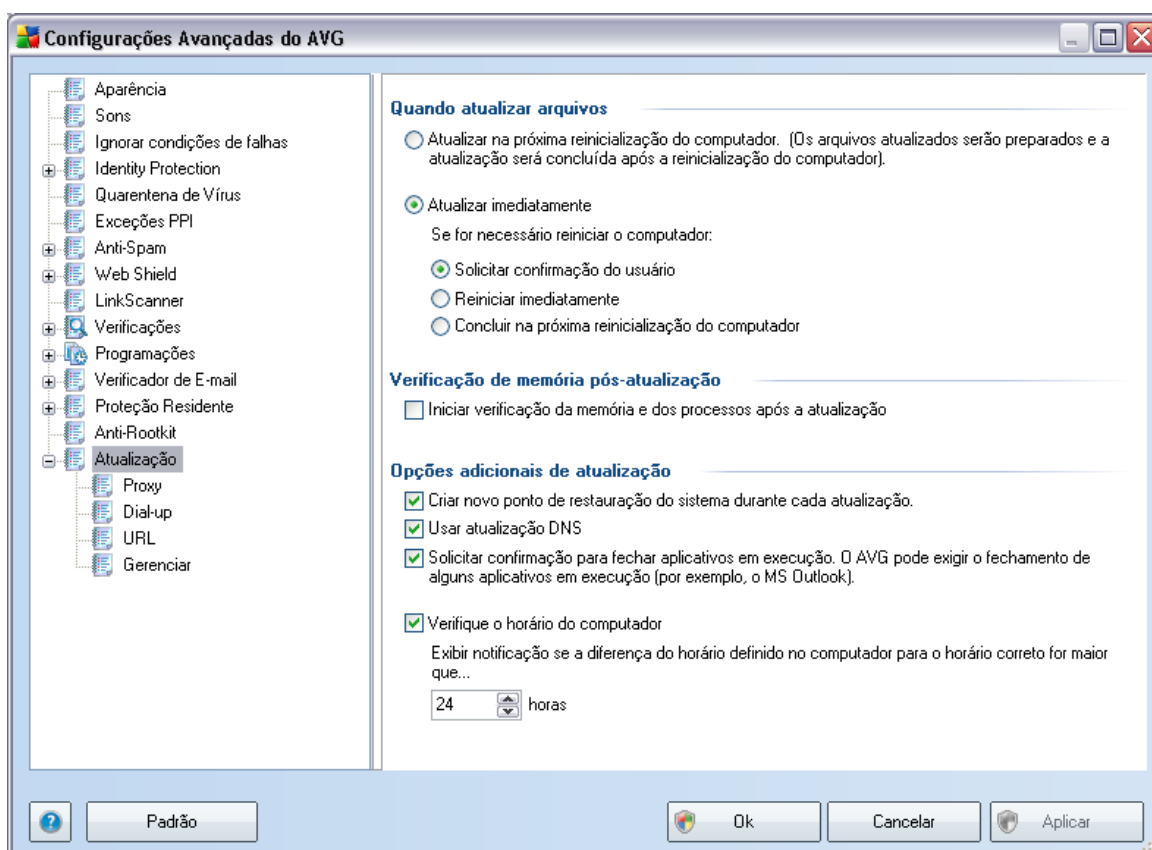 Configurações Avançadas do AVG
Aparência
Sons
Ignorar condições de falhas
Identity Protection
Quarentena de Vírus
Exceções PPI
Anti-Spam
Web Shield
LinkScanner
Verificações
Programações
Verificador de E-mail
Proteção Residente
Anti-Rootkit
Atualização
Proxy
Dial-up
URL
Gerenciar
Quando atualizar arquivos
Atualizar na próxima reinicialização do computador. (Os arquivos atualizados serão preparados e a
atualização será concluída após a reinicialização do computador).
Atualizar imediatamente
Se for necessário reiniciar o computador:
Solicitar confirmação do usuário
Reiniciar imediatamente
Concluir na próxima reinicialização do computador
Verificação de memória pós-atualização
Iniciar verificação da memória e dos processos após a atualização
Opções adicionais de atualização
Criar novo ponto de restauração do sistema durante cada atualização.
Usar atualização DNS
Solicitar confirmação para fechar aplicativos em execução. O AVG pode exigir o fechamento de
alguns aplicativos em execução (por exemplo, o MS Outlook).
Verifique o horário do computador
Exibir notificação se a diferença do horário definido no computador para o horário correto for maior
que...
24 horas
Padrão
Ok
Cancelar
Aplicar